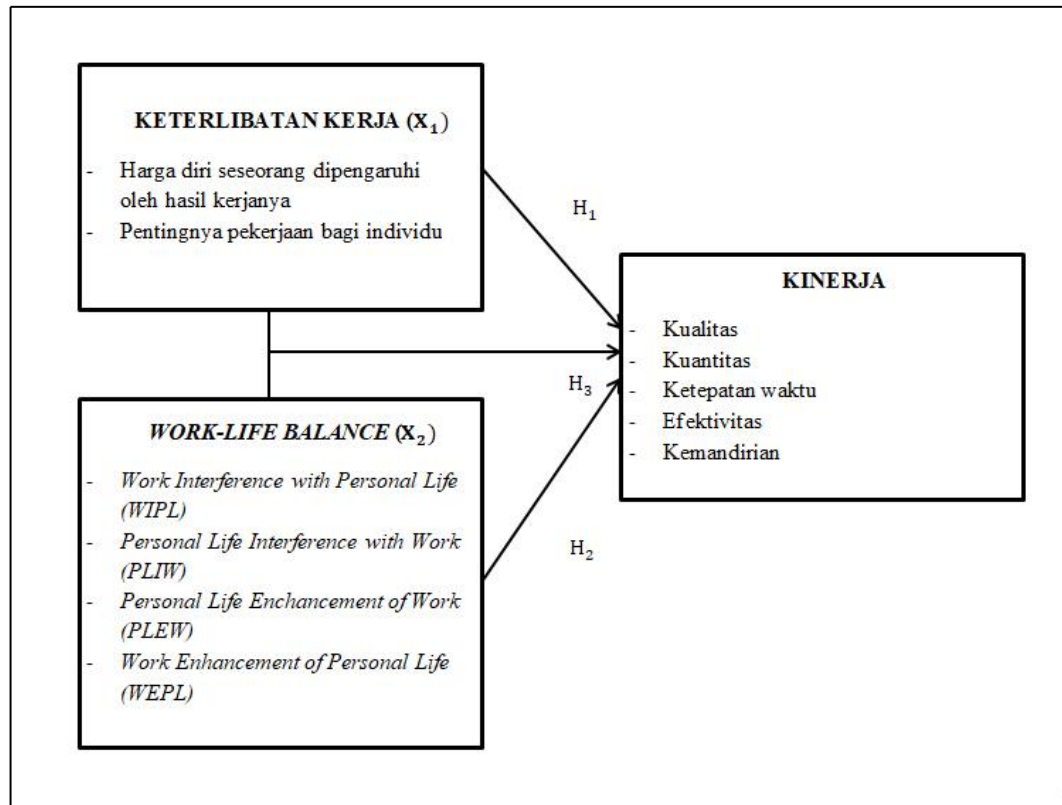 KETERLIBATAN KERJA (X₁)
- Harga diri seseorang dipengaruhi
oleh hasil kerjanya
- Pentingnya pekerjaan bagi individu
H₁
KINERJA
- Kualitas
- Kuantitas
- Ketepatan waktu
- Efektivitas
- Kemandirian
H₃
WORK-LIFE BALANCE (X₂)
- Work Interference with Personal Life
(WIPL)
- Personal Life Interference with Work
(PLIW)
- Personal Life Enchancement of Work
(PLEW)
- Work Enhancement of Personal Life
(WEPL)
H₂